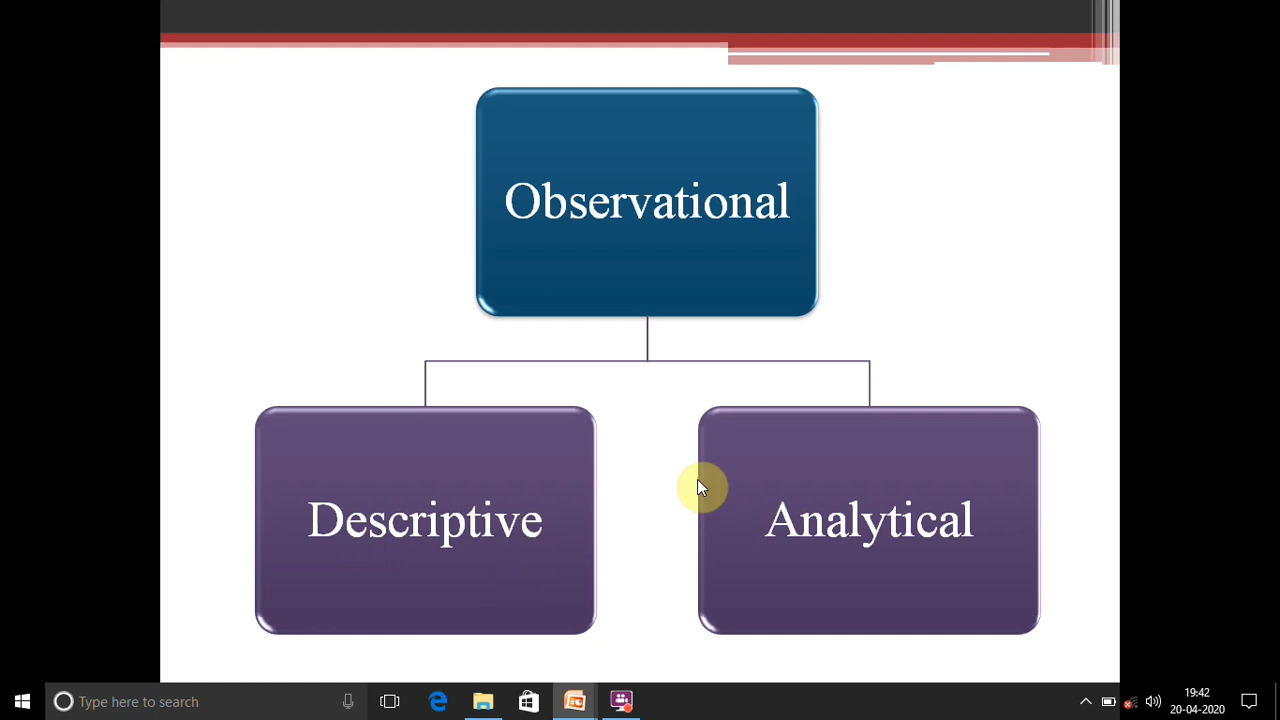 Observational
Descriptive
Analytical
Type here to search
19:42
20-04-2020